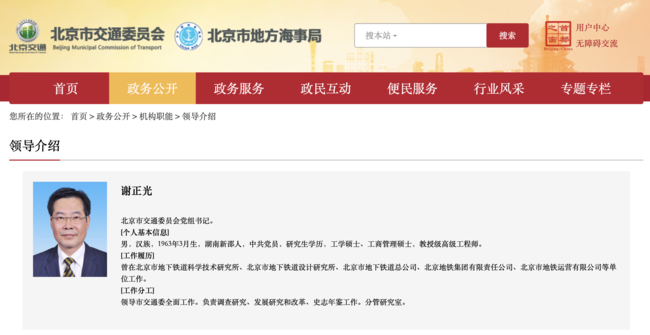 北京市交通委员会
Beijing Municipal Commission of Transport
北京交通
北京市地方海事局
搜本站
搜索
首都之窗
用户中心
无障碍交流
首页 政务公开 政务服务 政民互动 便民服务 行业风采 专题专栏
您所在的位置： 首页 > 政务公开 > 机构职能 > 领导介绍
领导介绍
谢正光
北京市交通委员会党组书记。
[个人基本信息]
男，汉族，1963年3月生，湖南新邵人，中共党员，研究生学历，工学硕士，工商管理硕士，教授级高级工程师。
[工作履历]
曾在北京市地下铁道科学技术研究所、北京市地下铁道设计研究所、北京市地下铁道总公司、北京地铁集团有限责任公司、北京市地铁运营有限公司等单
位工作。
[工作分工]
领导市交通委全面工作。负责调查研究、发展研究和改革、史志年鉴工作。分管研究室。